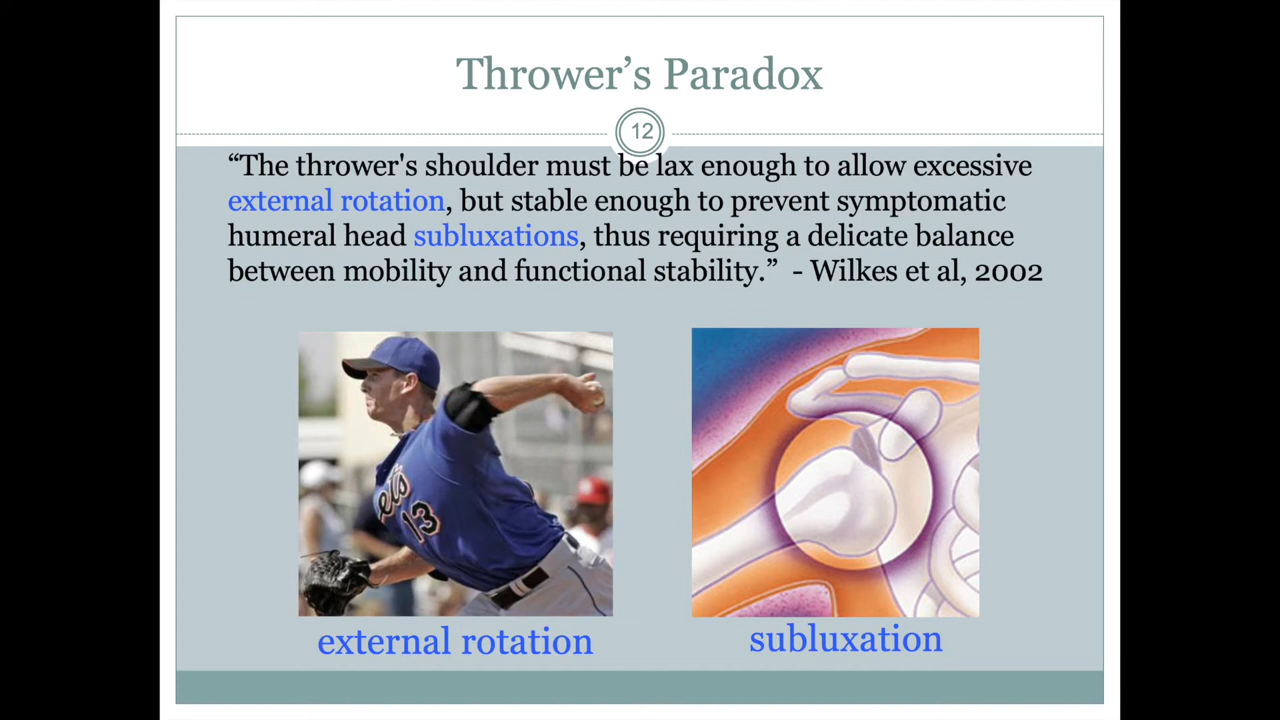 Thrower’s Paradox
12
“The thrower's shoulder must be lax enough to allow excessive
external rotation, but stable enough to prevent symptomatic
humeral head subluxations, thus requiring a delicate balance
between mobility and functional stability.” - Wilkes et al, 2002
ets
13
external rotation
subluxation